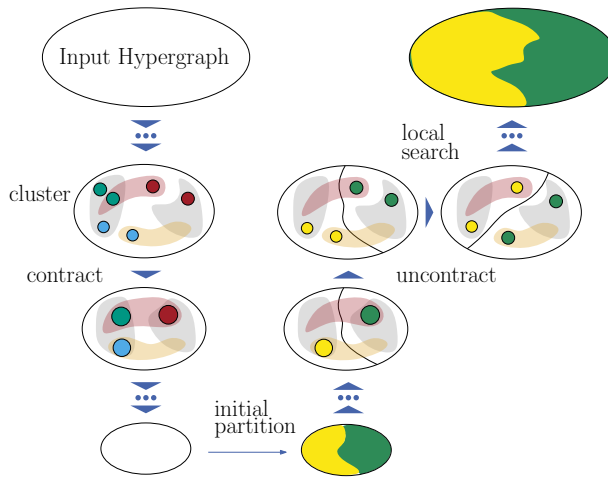 Input Hypergraph
local
search
cluster
contract
uncontract
initial
partition